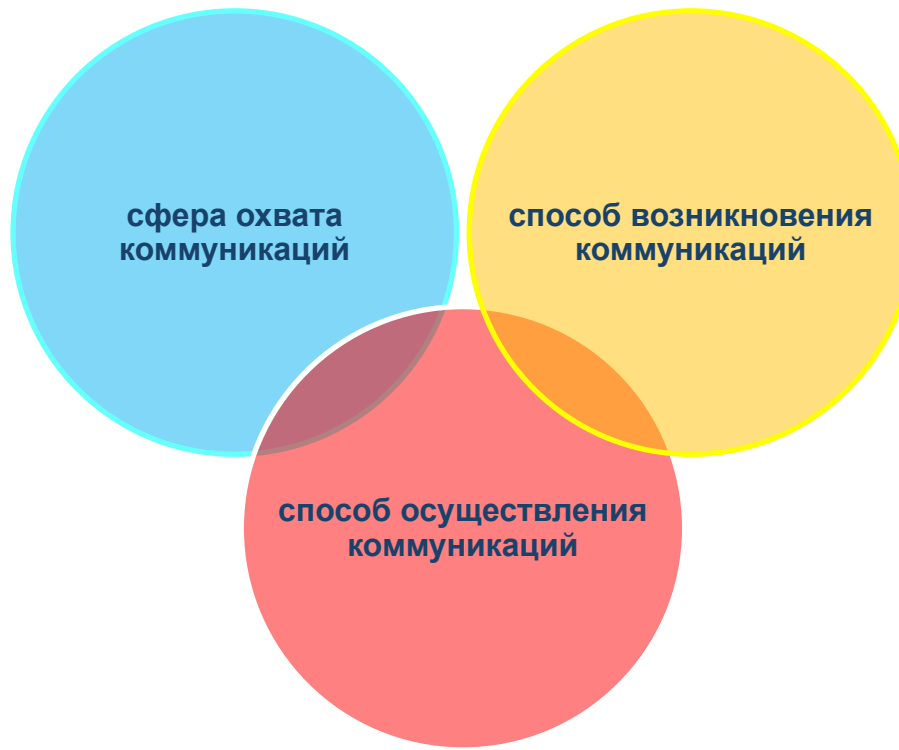 сфера охвата
коммуникаций
способ возникновения
коммуникаций
способ осуществления
коммуникаций